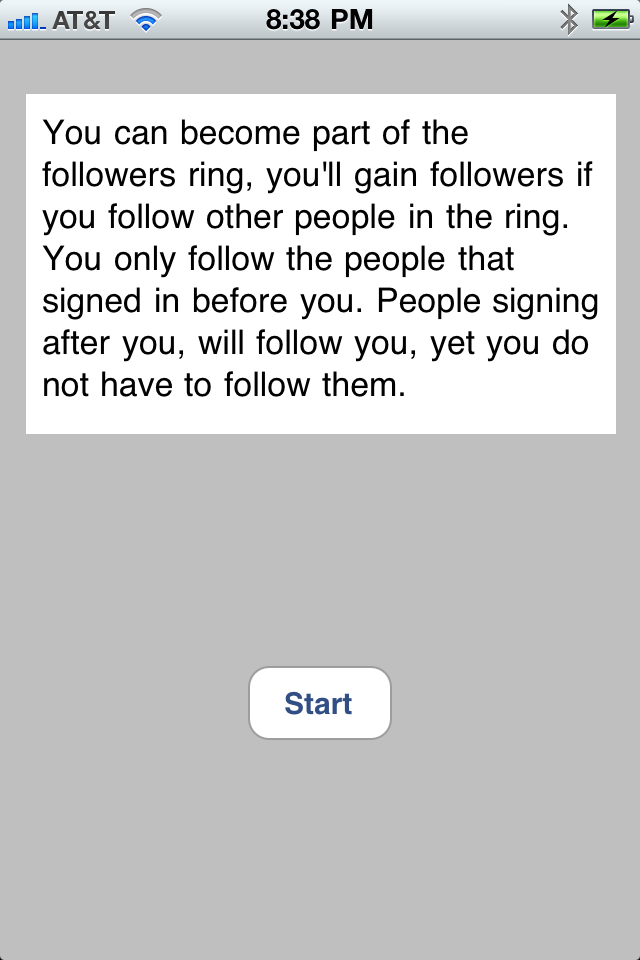 AT&T 8:38 PM
You can become part of the
followers ring, you'll gain followers if
you follow other people in the ring.
You only follow the people that
signed in before you. People signing
after you, will follow you, yet you do
not have to follow them.
Start